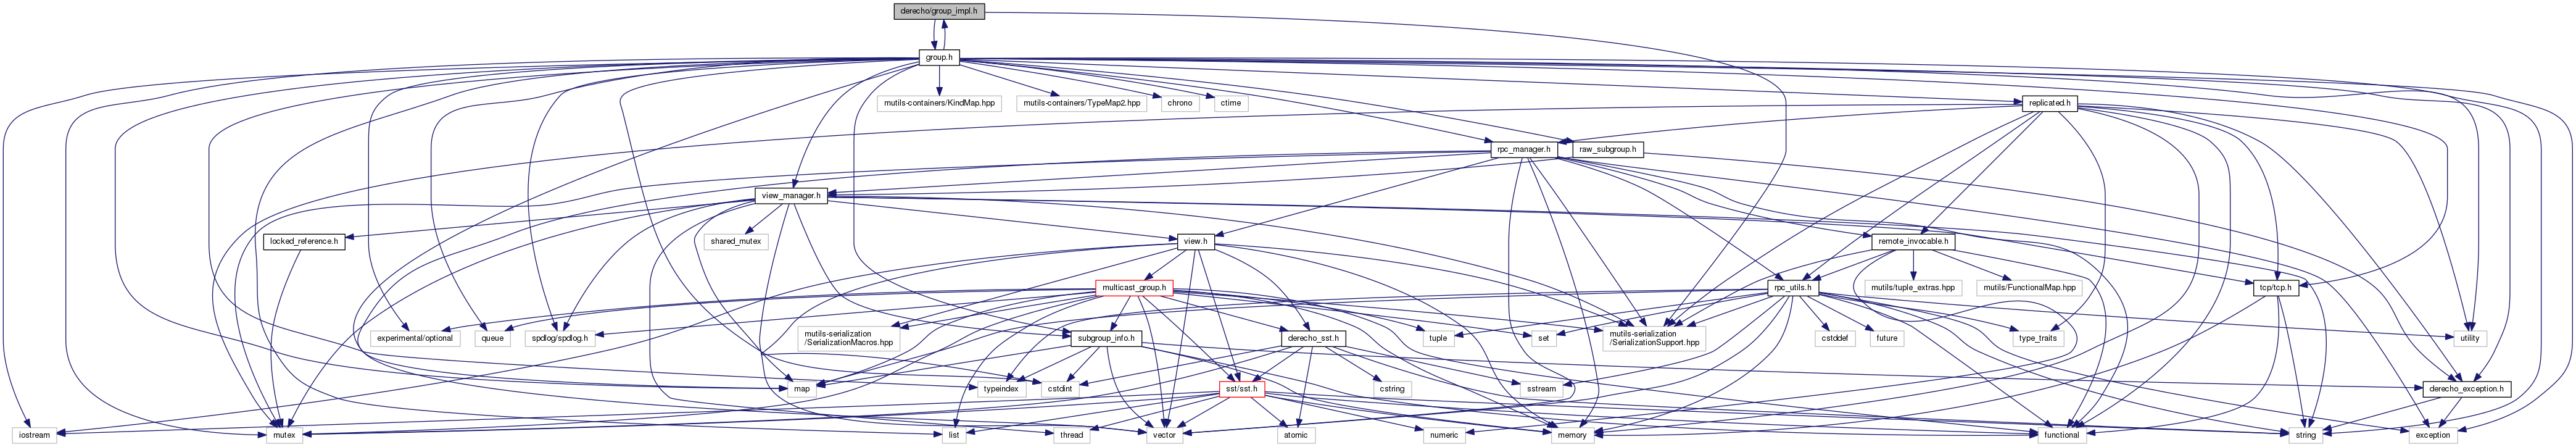 derecho/group_impl.h
group.h
mutils-containers/KindMap.hpp
mutils-containers/TypeMap2.hpp
chrono
ctime
replicated.h
rpc_manager.h
raw_subgroup.h
view_manager.h
locked_reference.h
shared_mutex
view.h
remote_invocable.h
multicast_group.h
rpc_utils.h
mutils/tuple_extras.hpp
mutils/FunctionalMap.hpp
tcp/tcp.h
experimental/optional
queue
spdlog/spdlog.h
mutils-serialization
/SerializationMacros.hpp
subgroup_info.h
derecho_sst.h
tuple
set
mutils-serialization
/SerializationSupport.hpp
cstddef
future
type_traits
utility
map
typeindex
cstdint
sst/sst.h
cstring
sstream
derecho_exception.h
iostream
mutex
list
thread
vector
atomic
numeric
memory
functional
string
exception